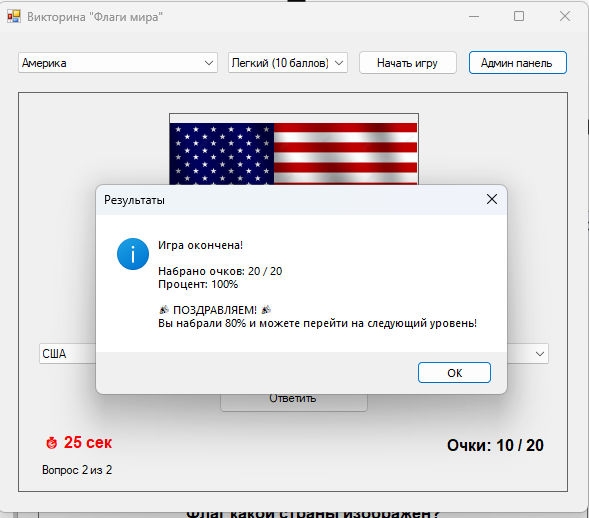 Викторина "Флаги мира"
Америка
Легкий (10 баллов)
Начать игру
Админ панель
Результаты
Игра окончена!
Набрано очков: 20 / 20
Процент: 100%
🎉 ПОЗДРАВЛЯЕМ! 🎉
Вы набрали 80% и можете перейти на следующий уровень!
OK
США
Ответить
25 сек
Очки: 10 / 20
Вопрос 2 из 2
Флаг какой страны изображен?